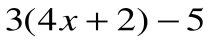 3(4x + 2) − 5